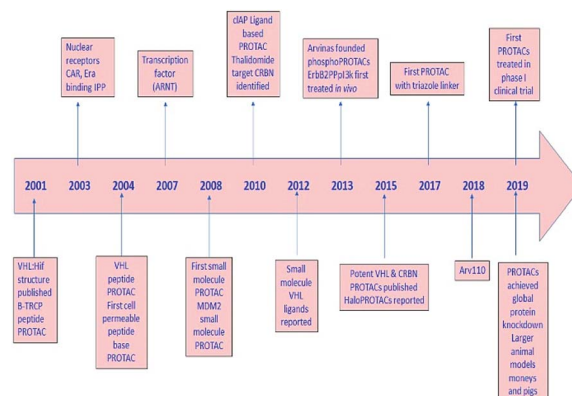 Nuclear
receptors
CAR, Era
binding IPP
Transcription
factor
(ARNT)
cIAP Ligand
based
PROTAC
Thalidomide
target CRBN
identified
Arvinas founded
phosphoPROTACs
ErbB2PPpI3k first
treated in vivo
First PROTAC
with triazole linker
First
PROTACs
treated in
phase I
clinical trial
2001 2003 2004 2007 2008 2010 2012 2013 2015 2017 2018 2019
VHL:Hif
structure
published
B-TRCP
peptide
PROTAC
VHL
peptide
PROTAC
First cell
permeable
peptide
base
PROTAC
First small
molecule
PROTAC
MDM2
small
molecule
PROTAC
Small
molecule
VHL
ligands
reported
Potent VHL & CRBN
PROTACs published
HaloPROTACs reported
Arv110
PROTACs
achieved
global
protein
knockdown
Larger
animal
models
moneys
and pigs